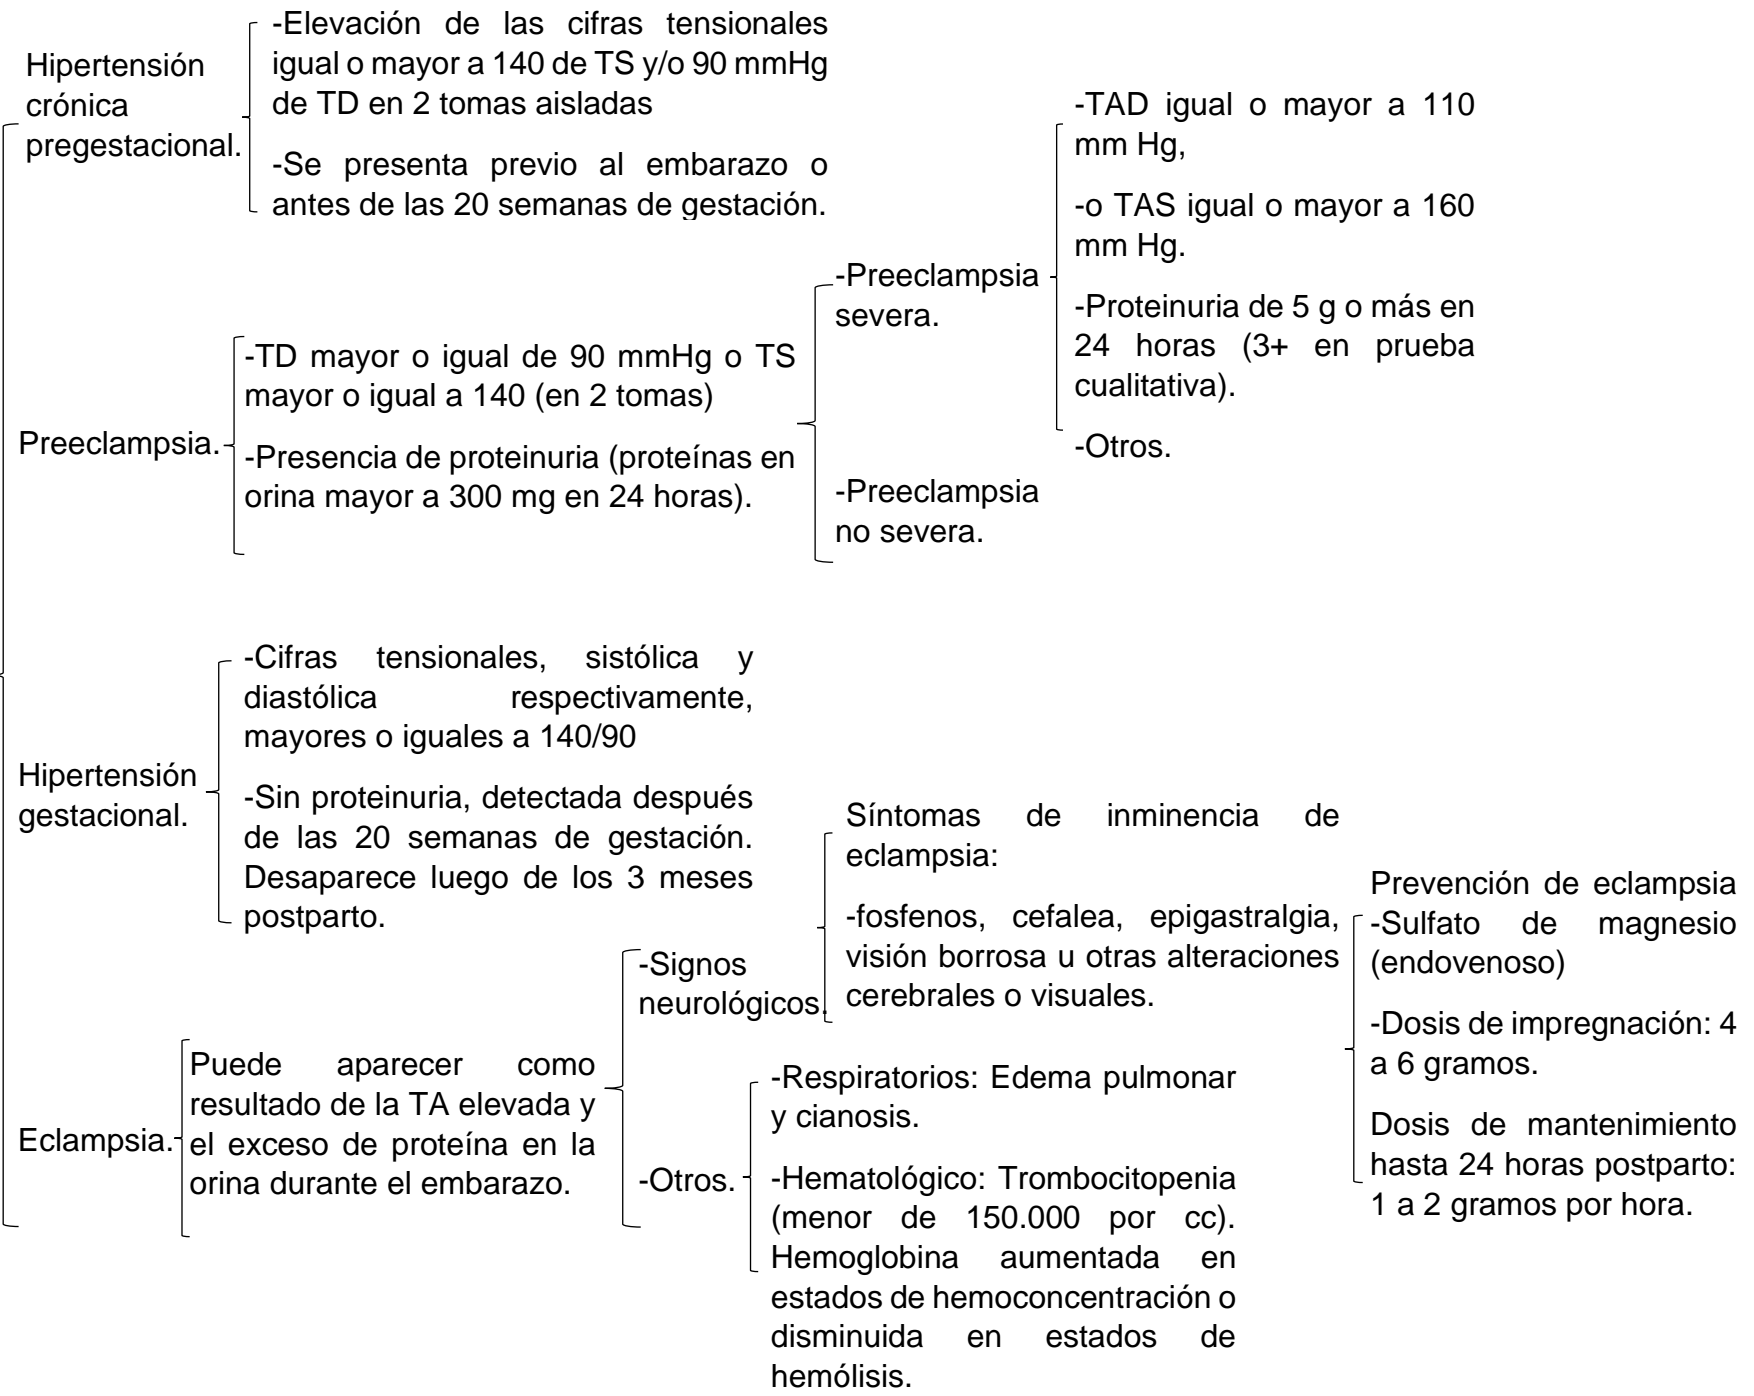 Hipertensión
crónica
pregestacional.
-Elevación de las cifras tensionales
igual o mayor a 140 de TS y/o 90 mmHg
de TD en 2 tomas aisladas
-Se presenta previo al embarazo o
antes de las 20 semanas de gestación.
Preeclampsia.
-TD mayor o igual de 90 mmHg o TS
mayor o igual a 140 (en 2 tomas)
-Presencia de proteinuria (proteínas en
orina mayor a 300 mg en 24 horas).
-Preeclampsia
severa.
-TAD igual o mayor a 110
mm Hg,
-o TAS igual o mayor a 160
mm Hg.
-Proteinuria de 5 g o más en
24 horas (3+ en prueba
cualitativa).
-Otros.
-Preeclampsia
no severa.
Hipertensión
gestacional.
-Cifras tensionales, sistólica y
diastólica respectivamente,
mayores o iguales a 140/90
-Sin proteinuria, detectada después
de las 20 semanas de gestación.
Desaparece luego de los 3 meses
postparto.
Eclampsia.
Puede aparecer como
resultado de la TA elevada y
el exceso de proteína en la
orina durante el embarazo.
-Signos
neurológicos.
Síntomas de inminencia de
eclampsia:
-fosfenos, cefalea, epigastralgia,
visión borrosa u otras alteraciones
cerebrales o visuales.
-Otros.
-Respiratorios: Edema pulmonar
y cianosis.
-Hematológico: Trombocitopenia
(menor de 150.000 por cc).
Hemoglobina aumentada en
estados de hemoconcentración o
disminuida en estados de
hemólisis.
Prevención de eclampsia
-Sulfato de magnesio
(endovenoso)
-Dosis de impregnación: 4
a 6 gramos.
Dosis de mantenimiento
hasta 24 horas postparto:
1 a 2 gramos por hora.